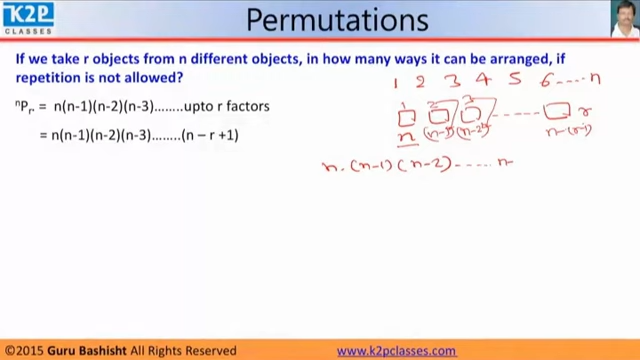 K2P
CLASSES
Permutations
If we take r objects from n different objects, in how many ways it can be arranged, if
repetition is not allowed?
1 2 3 4 5 6 ---- n
ⁿPᵣ = n(n-1)(n-2)(n-3)........upto r factors
1 2 3 ------ r
= n(n-1)(n-2)(n-3)........(n – r +1)
n (n-1) (n-2) n-(r-1)
n.(n-1)(n-2)----- n
©2015 Guru Bashisht All Rights Reserved
www.k2pclasses.com